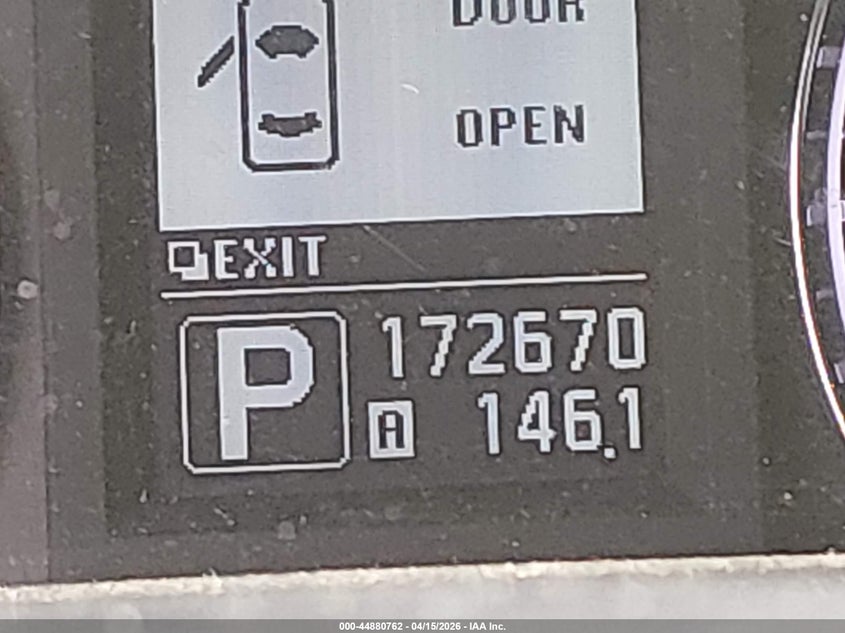 DOOR
OPEN
EXIT
P
172670
A 146.1
000-44880762 - 04/15/2026 - IAA Inc.